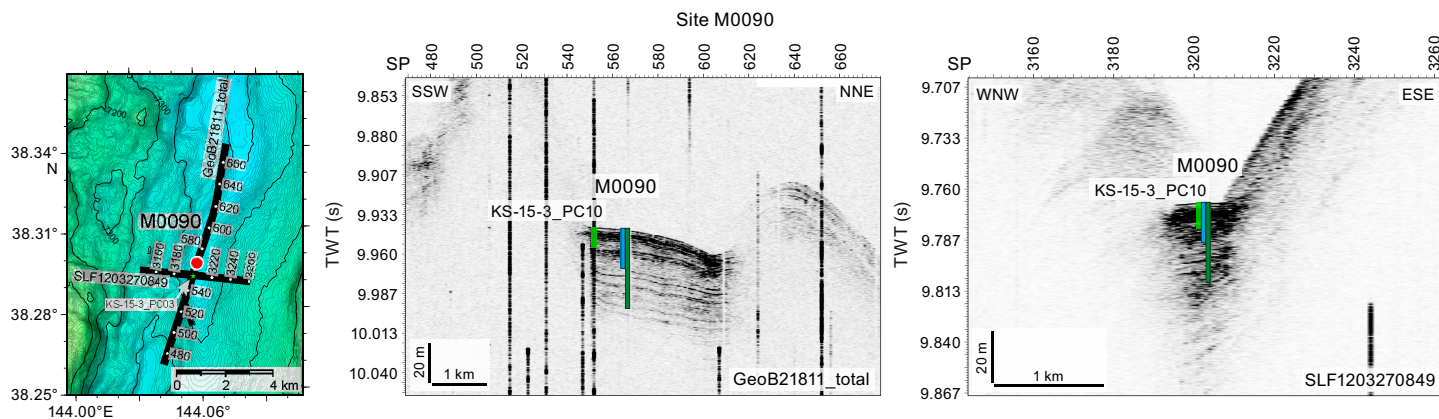 Site M0090
38.34°
N
38.31°
38.28°
38.25°
144.00°E
144.06°
7200
7300
GeoB21811_total
660
640
620
600
580
M0090
3160
3180
3220
3240
SLF1203270849
540
KS-15-3_PC03
520
500
480
0 2 4 km
SP
480
500
520
540
560
580
600
620
640
660
SSW
NNE
TWT (s)
9.853
9.880
9.907
9.933
9.960
9.987
10.013
10.040
M0090
KS-15-3_PC10
20 m
1 km
GeoB21811_total
SP
3160
3180
3200
3220
3240
3260
WNW
ESE
TWT (s)
9.707
9.733
9.760
9.787
9.813
9.840
9.867
M0090
KS-15-3_PC10
20 m
1 km
SLF1203270849